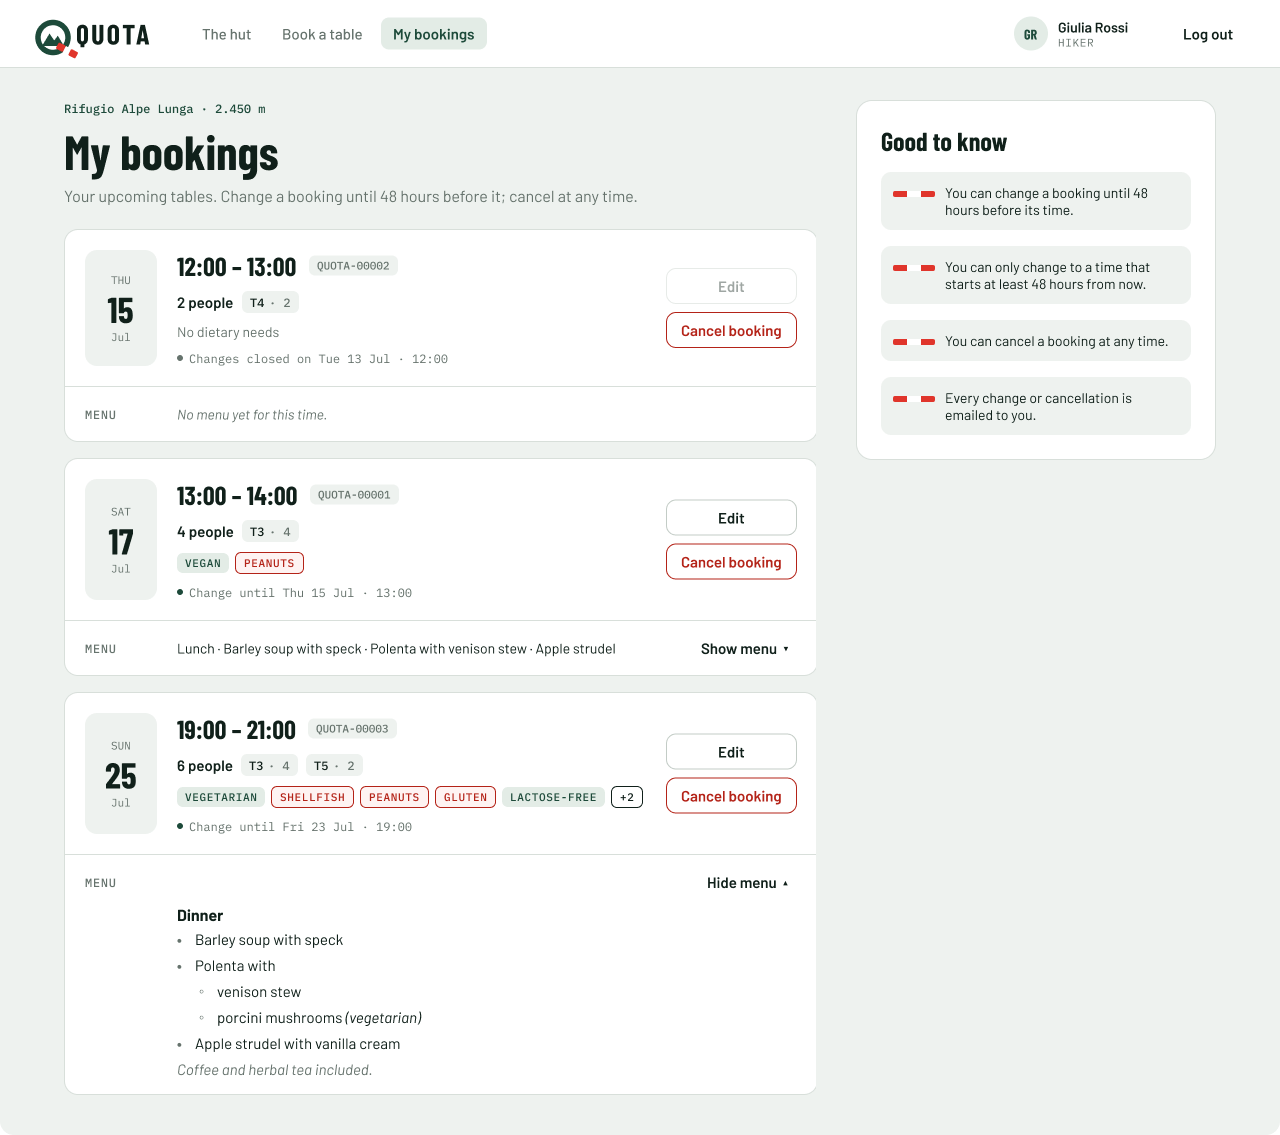 QUOTA
The hut
Book a table
My bookings
GR
Giulia Rossi
HIKER
Log out
Rifugio Alpe Lunga · 2.450 m
My bookings
Your upcoming tables. Change a booking until 48 hours before it; cancel at any time.
THU
15
Jul
12:00 – 13:00
QUOTA-00002
2 people
T4 · 2
No dietary needs
Changes closed on Tue 13 Jul · 12:00
Edit
Cancel booking
MENU
No menu yet for this time.
SAT
17
Jul
13:00 – 14:00
QUOTA-00001
4 people
T3 · 4
VEGAN
PEANUTS
Change until Thu 15 Jul · 13:00
Edit
Cancel booking
MENU
Lunch · Barley soup with speck · Polenta with venison stew · Apple strudel
Show menu
SUN
25
Jul
19:00 – 21:00
QUOTA-00003
6 people
T3 · 4
T5 · 2
VEGETARIAN
SHELLFISH
PEANUTS
GLUTEN
LACTOSE-FREE
+2
Change until Fri 23 Jul · 19:00
Edit
Cancel booking
MENU
Hide menu
Dinner
• Barley soup with speck
• Polenta with
◦ venison stew
◦ porcini mushrooms (vegetarian)
• Apple strudel with vanilla cream
Coffee and herbal tea included.
Good to know
You can change a booking until 48
hours before its time.
You can only change to a time that
starts at least 48 hours from now.
You can cancel a booking at any time.
Every change or cancellation is
emailed to you.